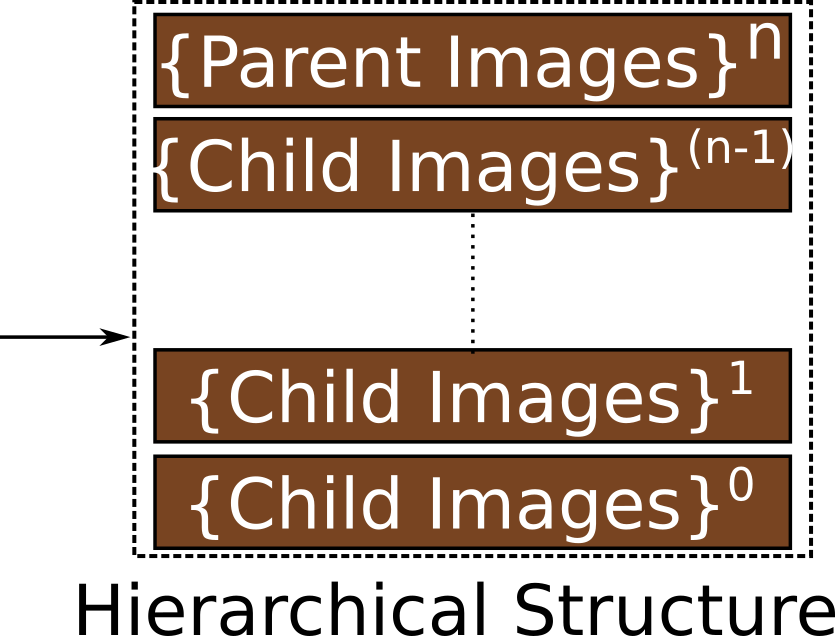 {Parent Images}^n
{Child Images}^(n-1)
{Child Images}^1
{Child Images}^0
Hierarchical Structure